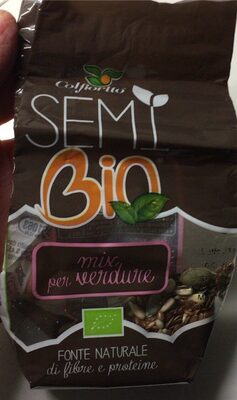 Colfiorito
SEMI
BIO
mix
per verdure
FONTE NATURALE
di fibre e proteine